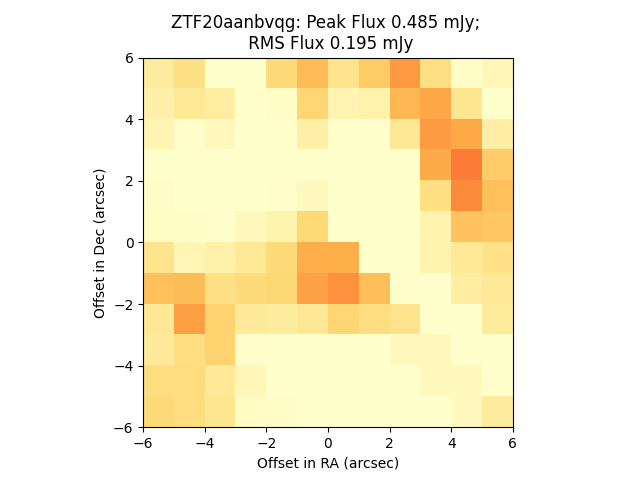 ZTF20aanbvqg: Peak Flux 0.485 mJy;
RMS Flux 0.195 mJy
6
4
2
0
−2
−4
−6
Offset in Dec (arcsec)
−6 −4 −2 0 2 4 6
Offset in RA (arcsec)